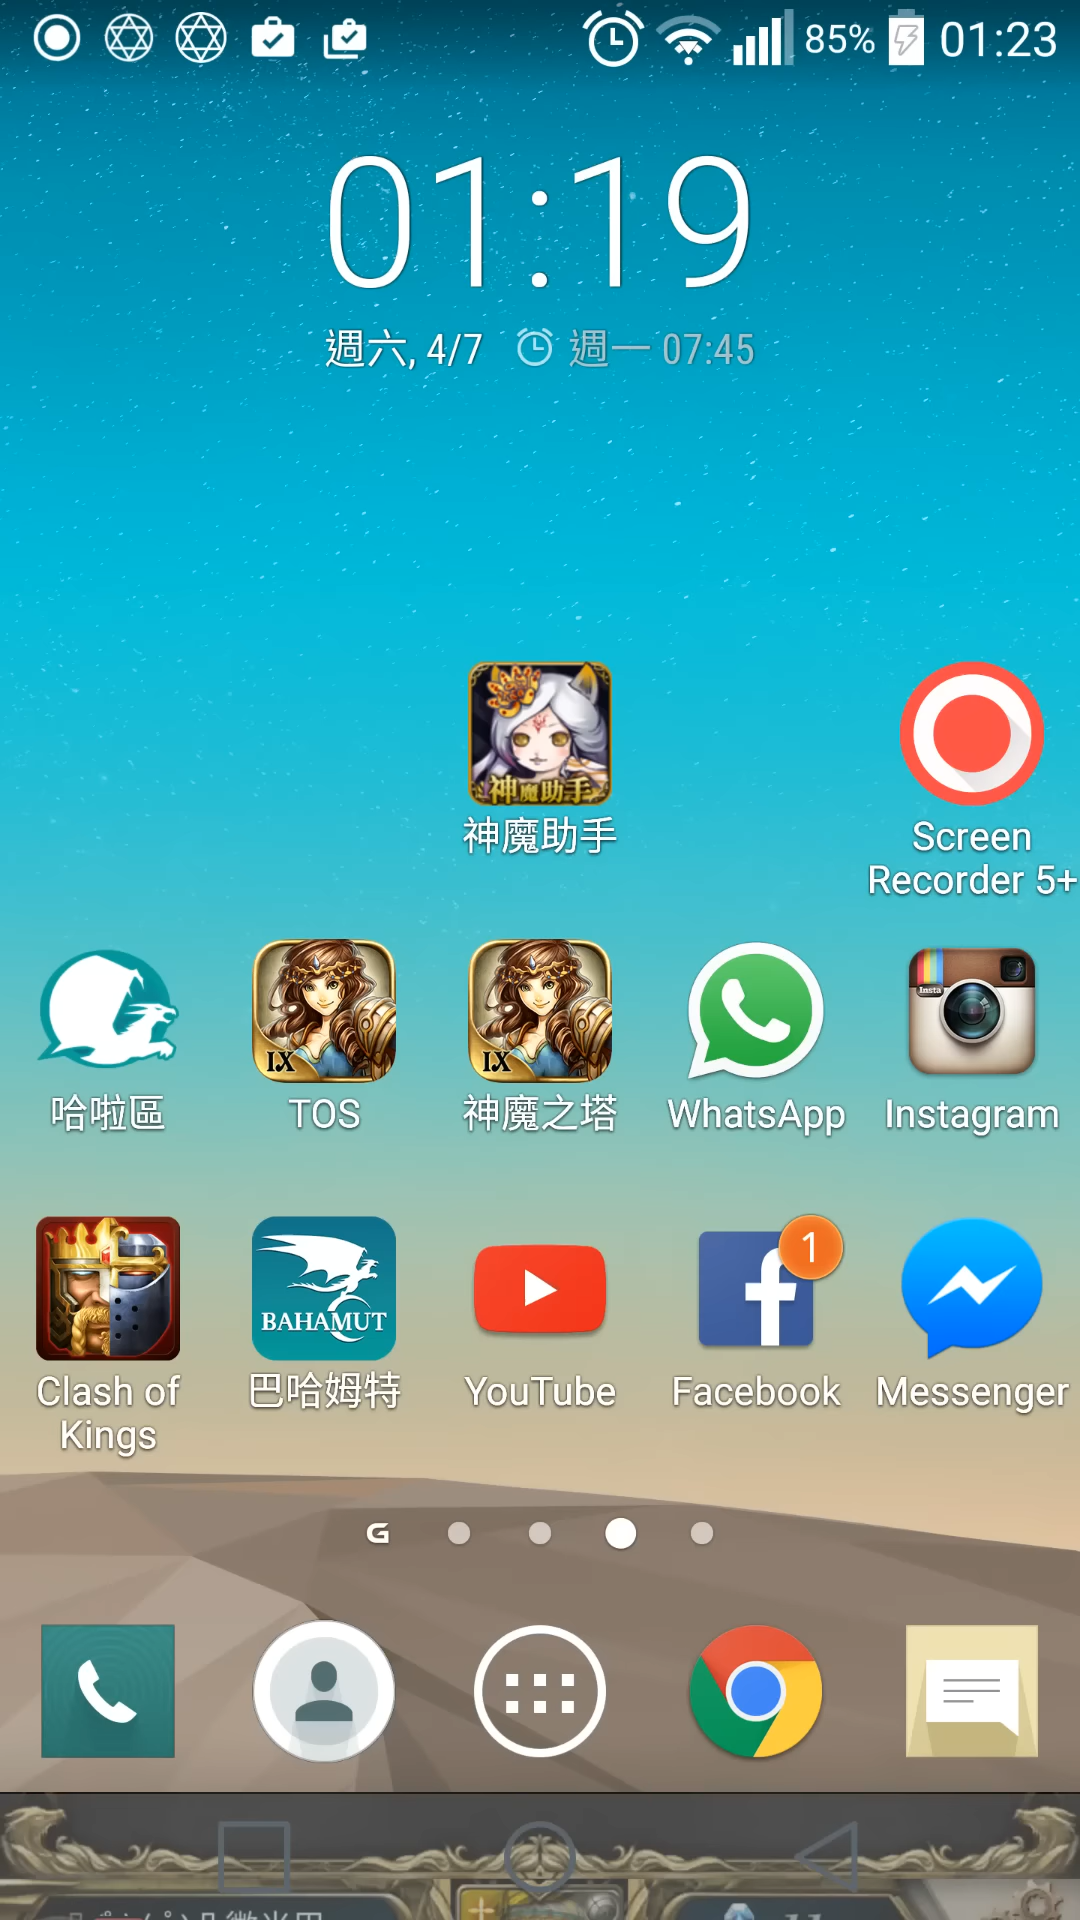 85% 01:23
01:19
週六, 4/7 週一 07:45
神魔助手
神魔助手
Screen
Recorder 5+
Insta
IX
IX
哈啦區
TOS
神魔之塔
WhatsApp
Instagram
BAHAMUT
1
Clash of
Kings
巴哈姆特
YouTube
Facebook
Messenger